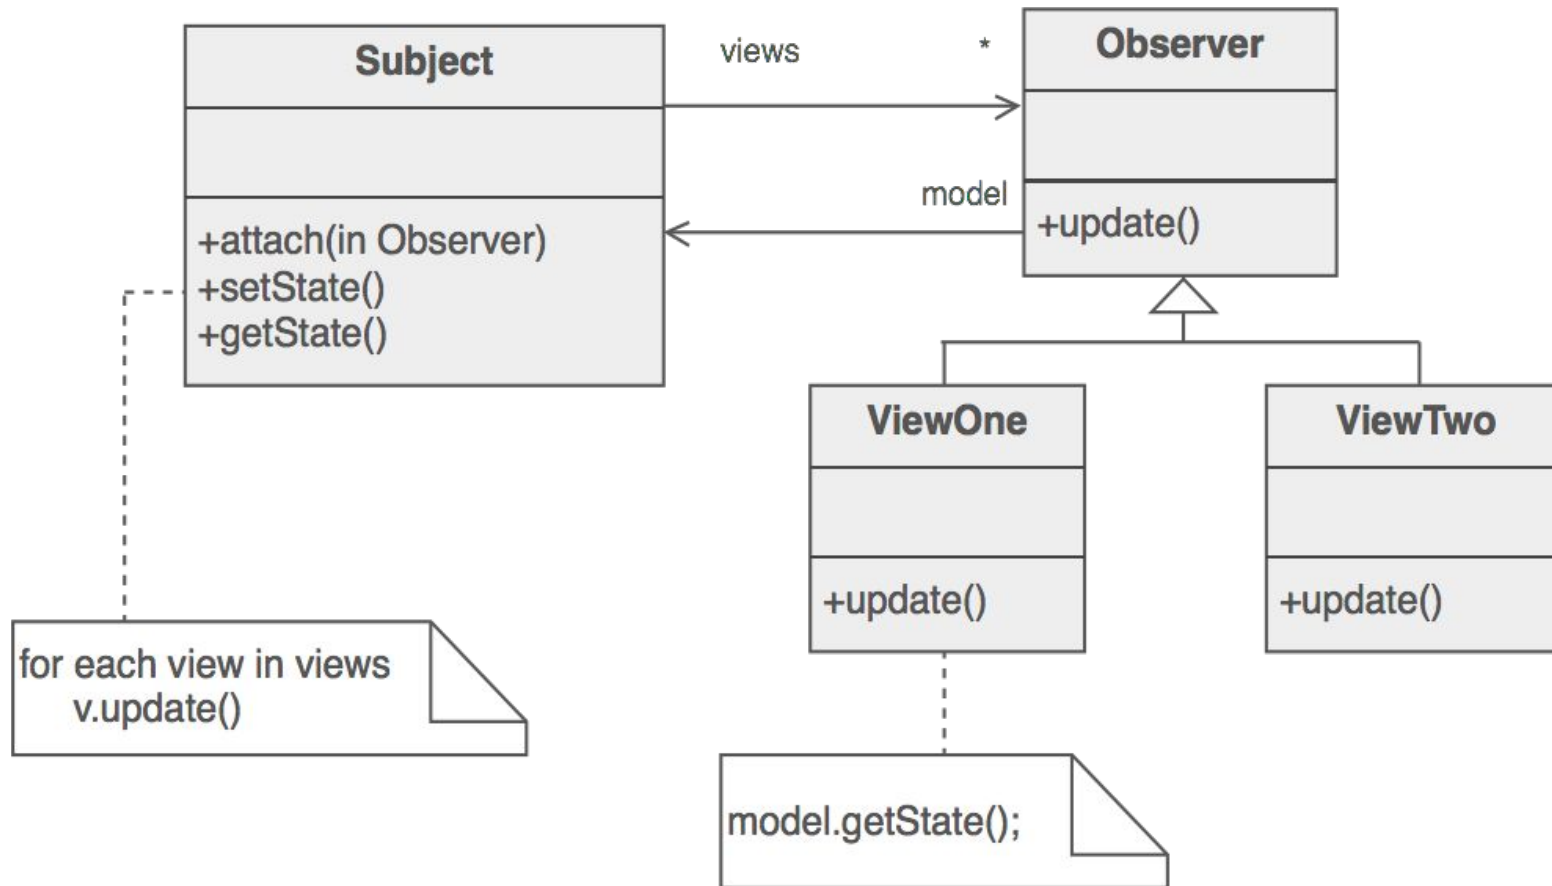 Subject
+attach(in Observer)
+setState()
+getState()
views
*
model
Observer
+update()
ViewOne
+update()
ViewTwo
+update()
for each view in views
v.update()
model.getState();